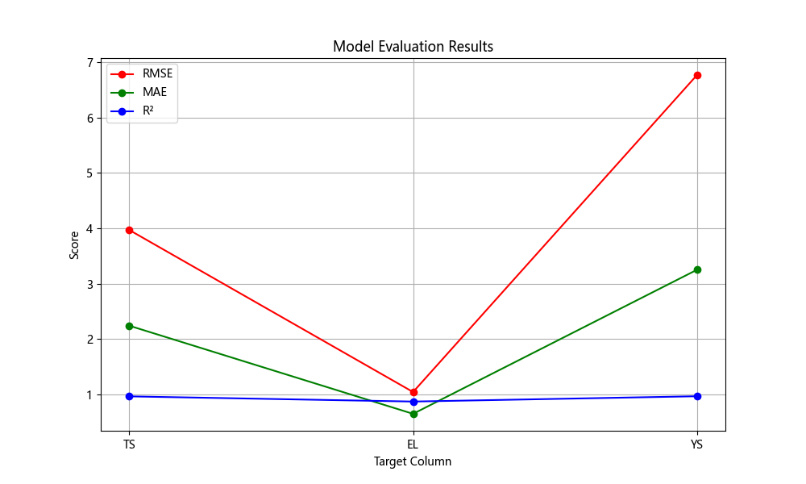 Model Evaluation Results
RMSE
MAE
R²
7
6
5
4
3
2
1
Score
TS
EL
YS
Target Column